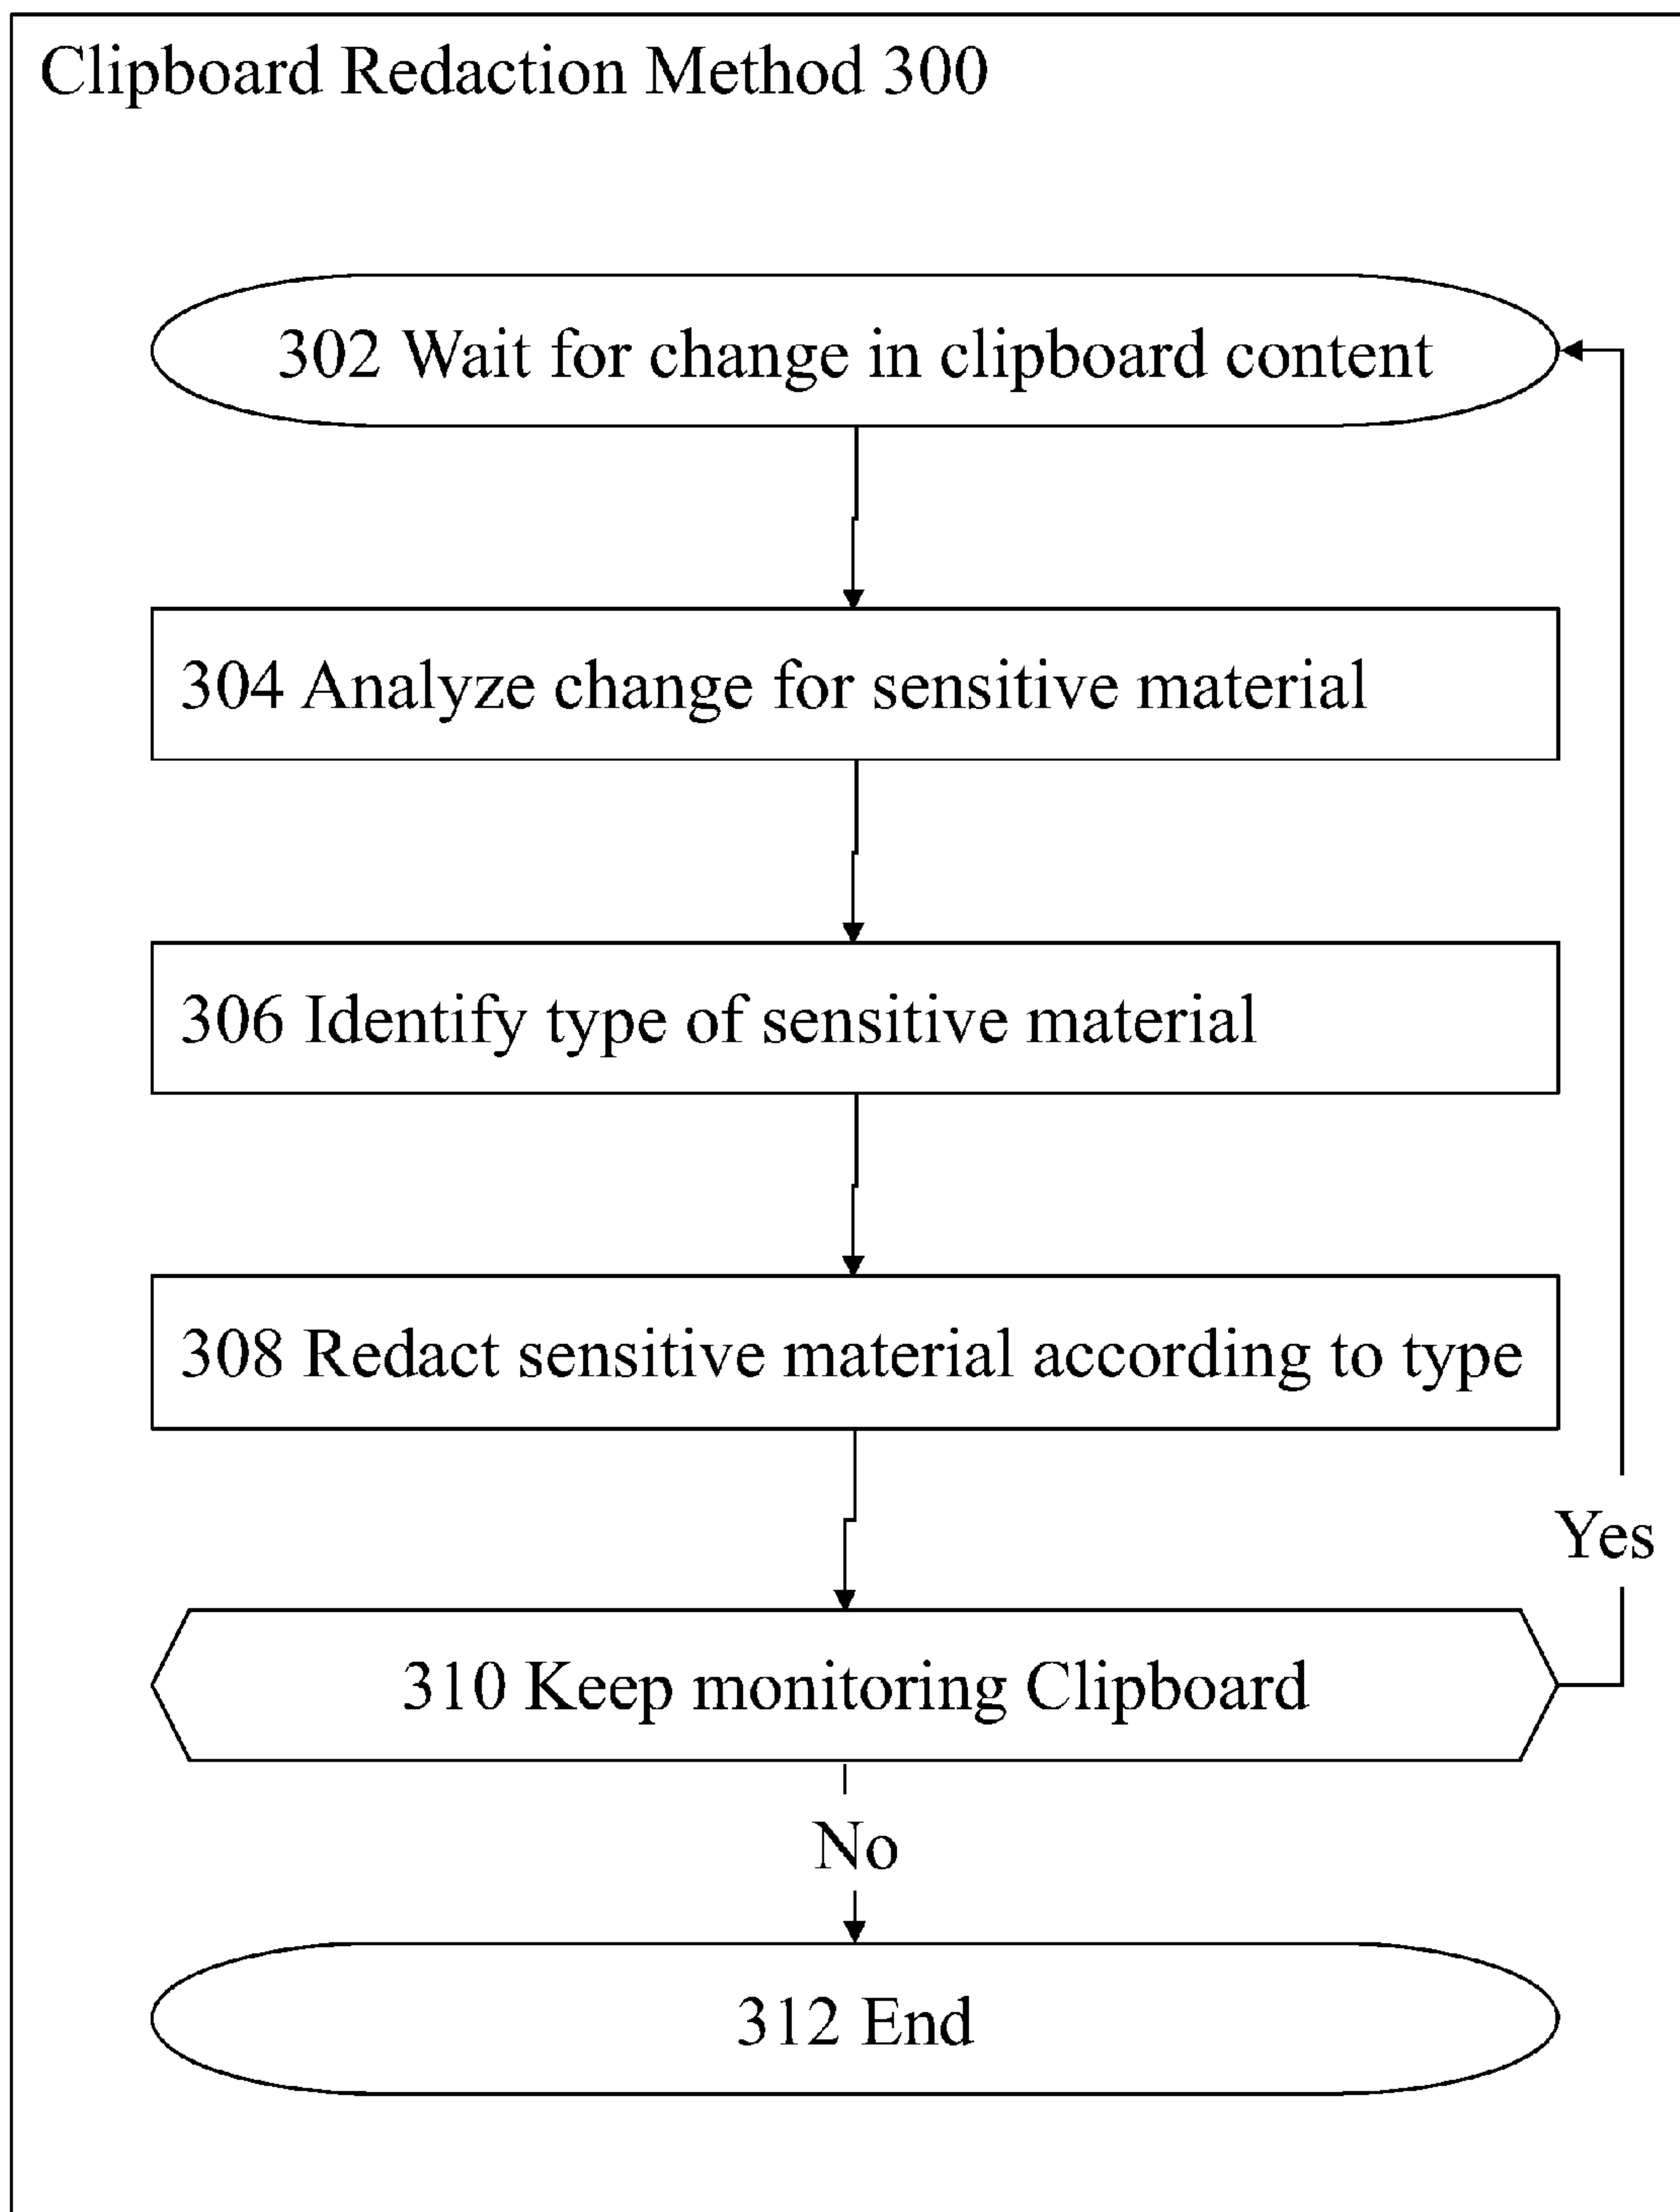 Clipboard Redaction Method 300
302 Wait for change in clipboard content
304 Analyze change for sensitive material
306 Identify type of sensitive material
308 Redact sensitive material according to type
Yes
310 Keep monitoring Clipboard
No
312 End